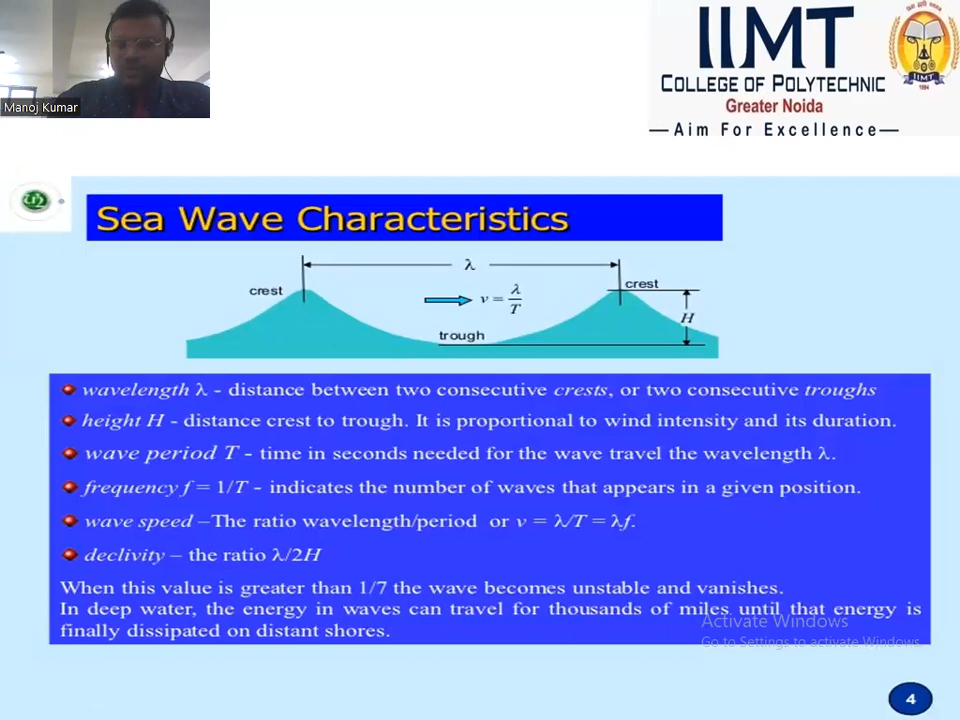 Manoj Kumar
IIMT
COLLEGE OF POLYTECHNIC
Greater Noida
—Aim For Excellence—
IIMT
Sea Wave Characteristics
λ
crest
crest
v = λ/T
H
trough
wavelength λ - distance between two consecutive crests, or two consecutive troughs
height H - distance crest to trough. It is proportional to wind intensity and its duration.
wave period T - time in seconds needed for the wave travel the wavelength λ.
frequency f = 1/T - indicates the number of waves that appears in a given position.
wave speed –The ratio wavelength/period or v = λ/T = λf.
declivity – the ratio λ/2H
When this value is greater than 1/7 the wave becomes unstable and vanishes.
In deep water, the energy in waves can travel for thousands of miles until that energy is
finally dissipated on distant shores.
Activate Windows
Go to Settings to activate Windows.
4